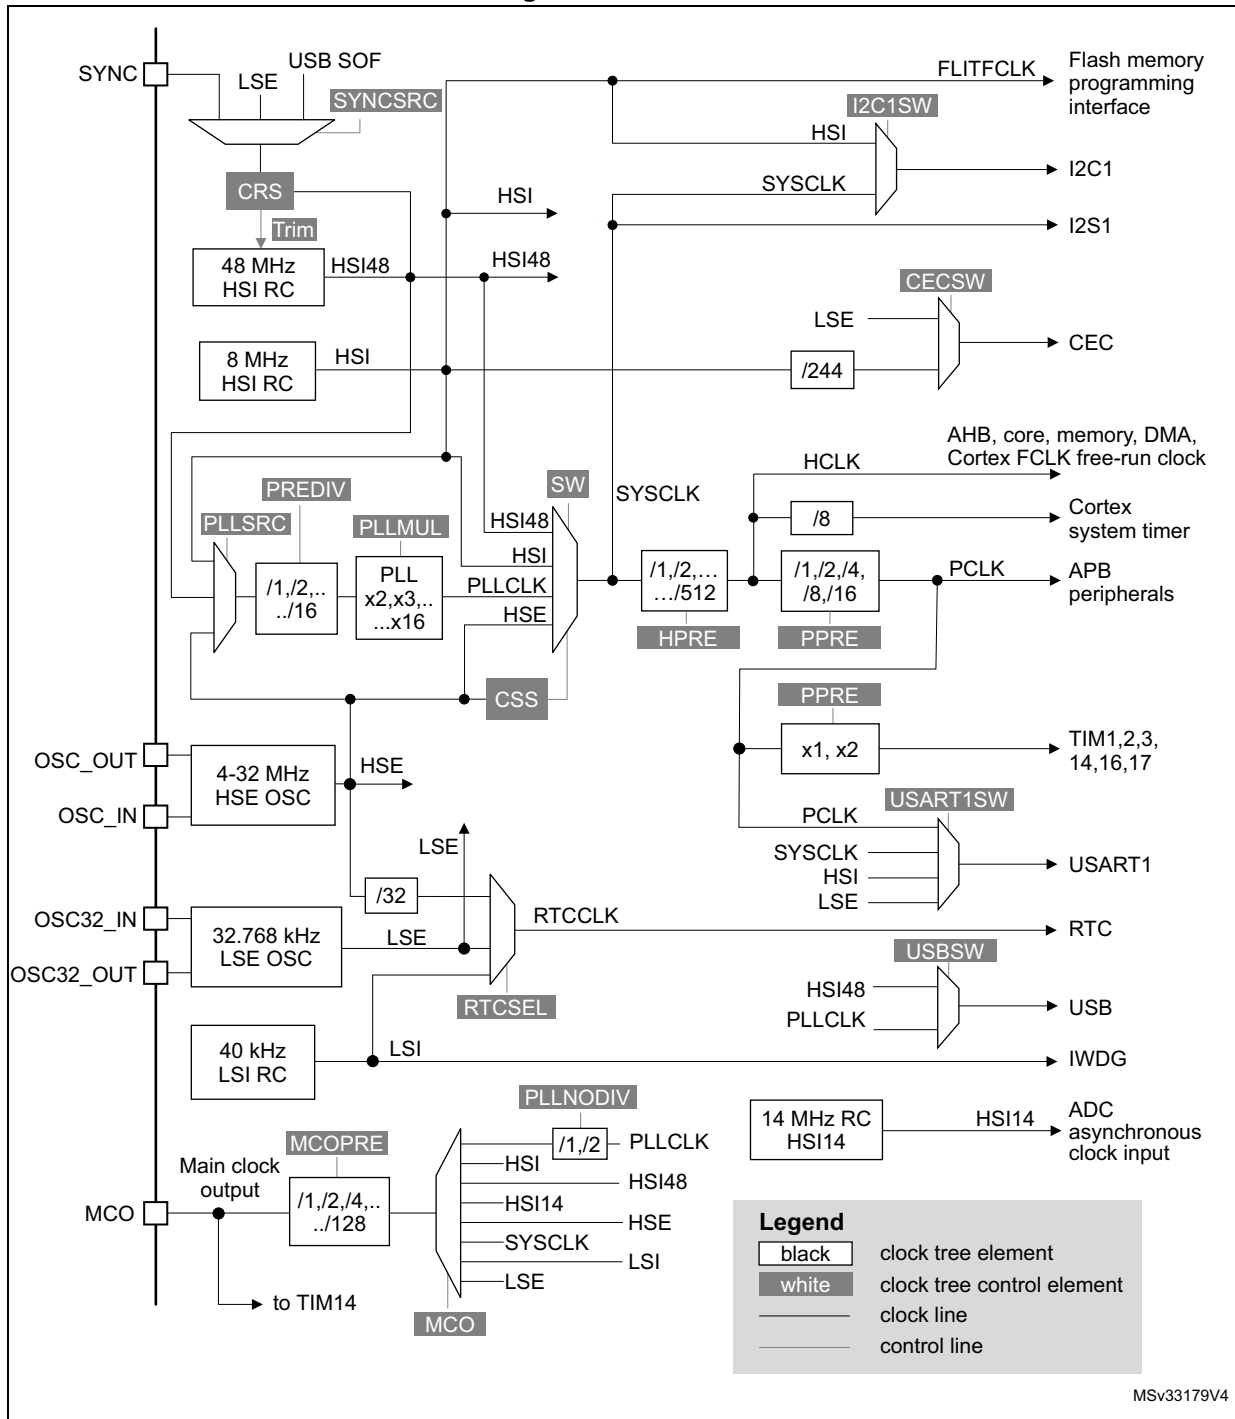 SYNC
LSE
USB SOF
SYNCSRC
FLITFCLK
Flash memory
programming
interface
I2C1SW
HSI
I2C1
SYSCLK
CRS
HSI
I2S1
Trim
48 MHz
HSI RC
HSI48
HSI48
CECSW
LSE
CEC
8 MHz
HSI RC
HSI
/244
AHB, core, memory, DMA,
Cortex FCLK free-run clock
HCLK
SW
SYSCLK
PREDIV
PLLSRC
PLLMUL
HSI48
/8
Cortex
system timer
HSI
/1,/2,..
../16
PLL
x2,x3,..
...x16
PLLCLK
HSE
/1,/2,...
.../512
/1,/2,/4,
/8,/16
PCLK
APB
peripherals
HPRE
PPRE
CSS
PPRE
OSC_OUT
4-32 MHz
HSE OSC
HSE
x1, x2
TIM1,2,3,
14,16,17
OSC_IN
USART1SW
PCLK
LSE
SYSCLK
USART1
HSI
/32
LSE
OSC32_IN
RTCCLK
RTC
32.768 kHz
LSE OSC
LSE
USBSW
OSC32_OUT
HSI48
RTCSEL
USB
PLLCLK
40 kHz
LSI RC
LSI
IWDG
PLLNODIV
14 MHz RC
HSI14
HSI14
ADC
asynchronous
clock input
MCOPRE
/1,/2
PLLCLK
Main clock
output
HSI
/1,/2,/4,..
../128
HSI48
HSI14
MCO
HSE
Legend
SYSCLK
black
clock tree element
LSI
LSE
white
clock tree control element
to TIM14
clock line
MCO
control line
MSv33179V4